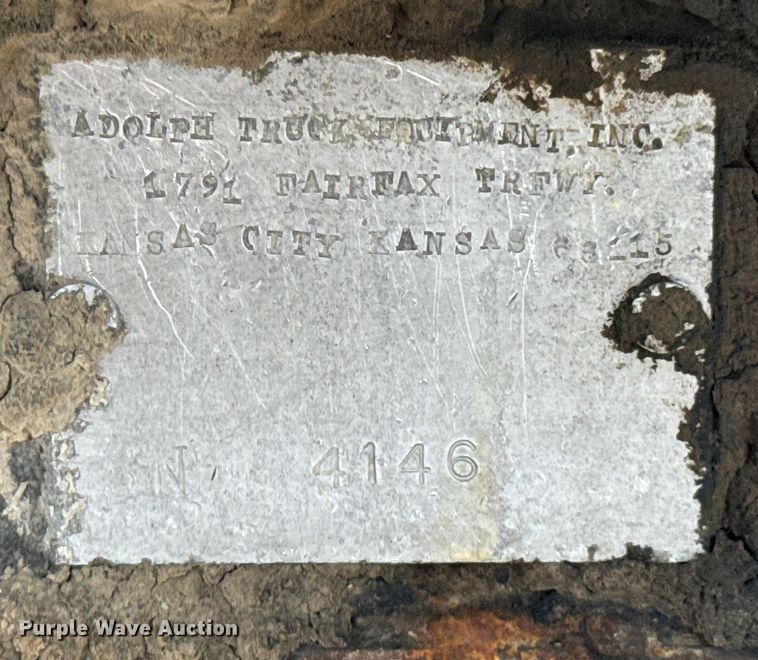 ADOLPH TRUCK EQUIPMENT, INC.
1791 FAIRFAX TRFWY.
KANSAS CITY KANSAS 66115
N 4146
Purple Wave Auction